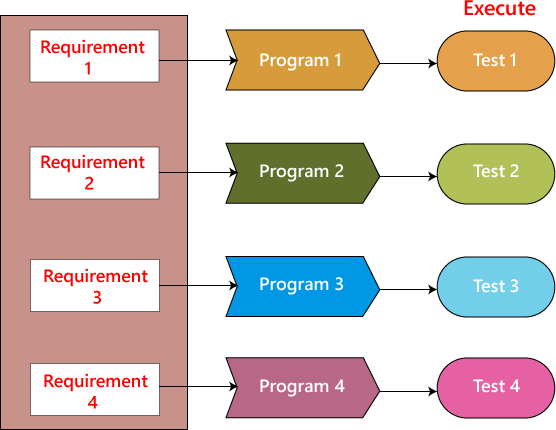 Execute
Requirement
1
Program 1
Test 1
Requirement
2
Program 2
Test 2
Requirement
3
Program 3
Test 3
Requirement
4
Program 4
Test 4